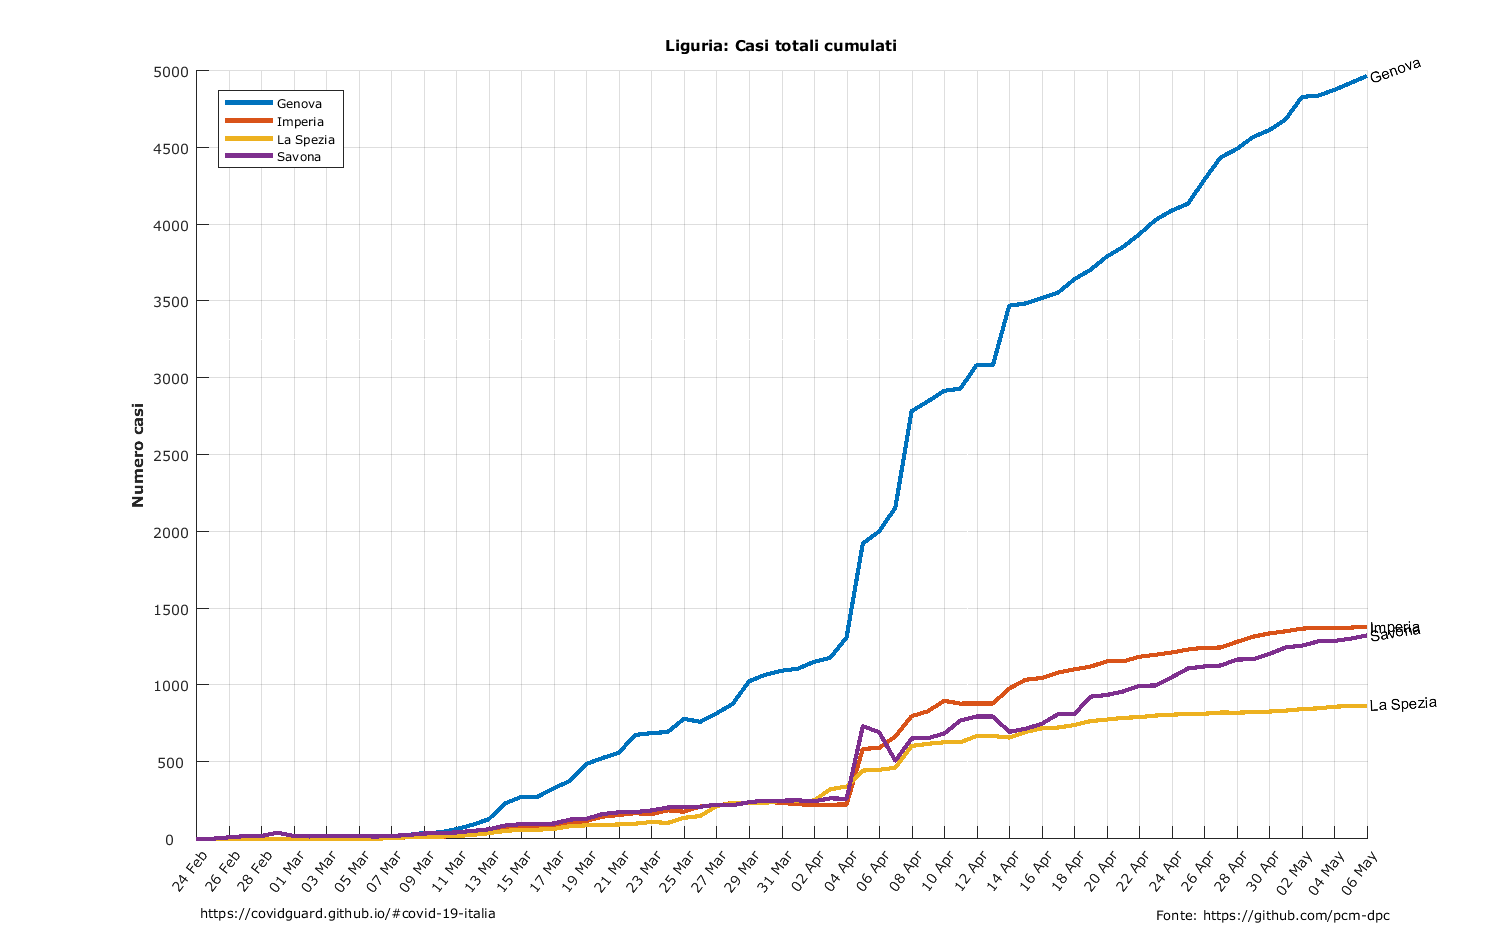 Liguria: Casi totali cumulati
Numero casi
5000
4500
4000
3500
3000
2500
2000
1500
1000
500
0
Genova
Imperia
La Spezia
Savona
Genova
Imperia
Savona
La Spezia
24 Feb
26 Feb
28 Feb
01 Mar
03 Mar
05 Mar
07 Mar
09 Mar
11 Mar
13 Mar
15 Mar
17 Mar
19 Mar
21 Mar
23 Mar
25 Mar
27 Mar
29 Mar
31 Mar
02 Apr
04 Apr
06 Apr
08 Apr
10 Apr
12 Apr
14 Apr
16 Apr
18 Apr
20 Apr
22 Apr
24 Apr
26 Apr
28 Apr
30 Apr
02 May
04 May
06 May
https://covidguard.github.io/#covid-19-italia
Fonte: https://github.com/pcm-dpc